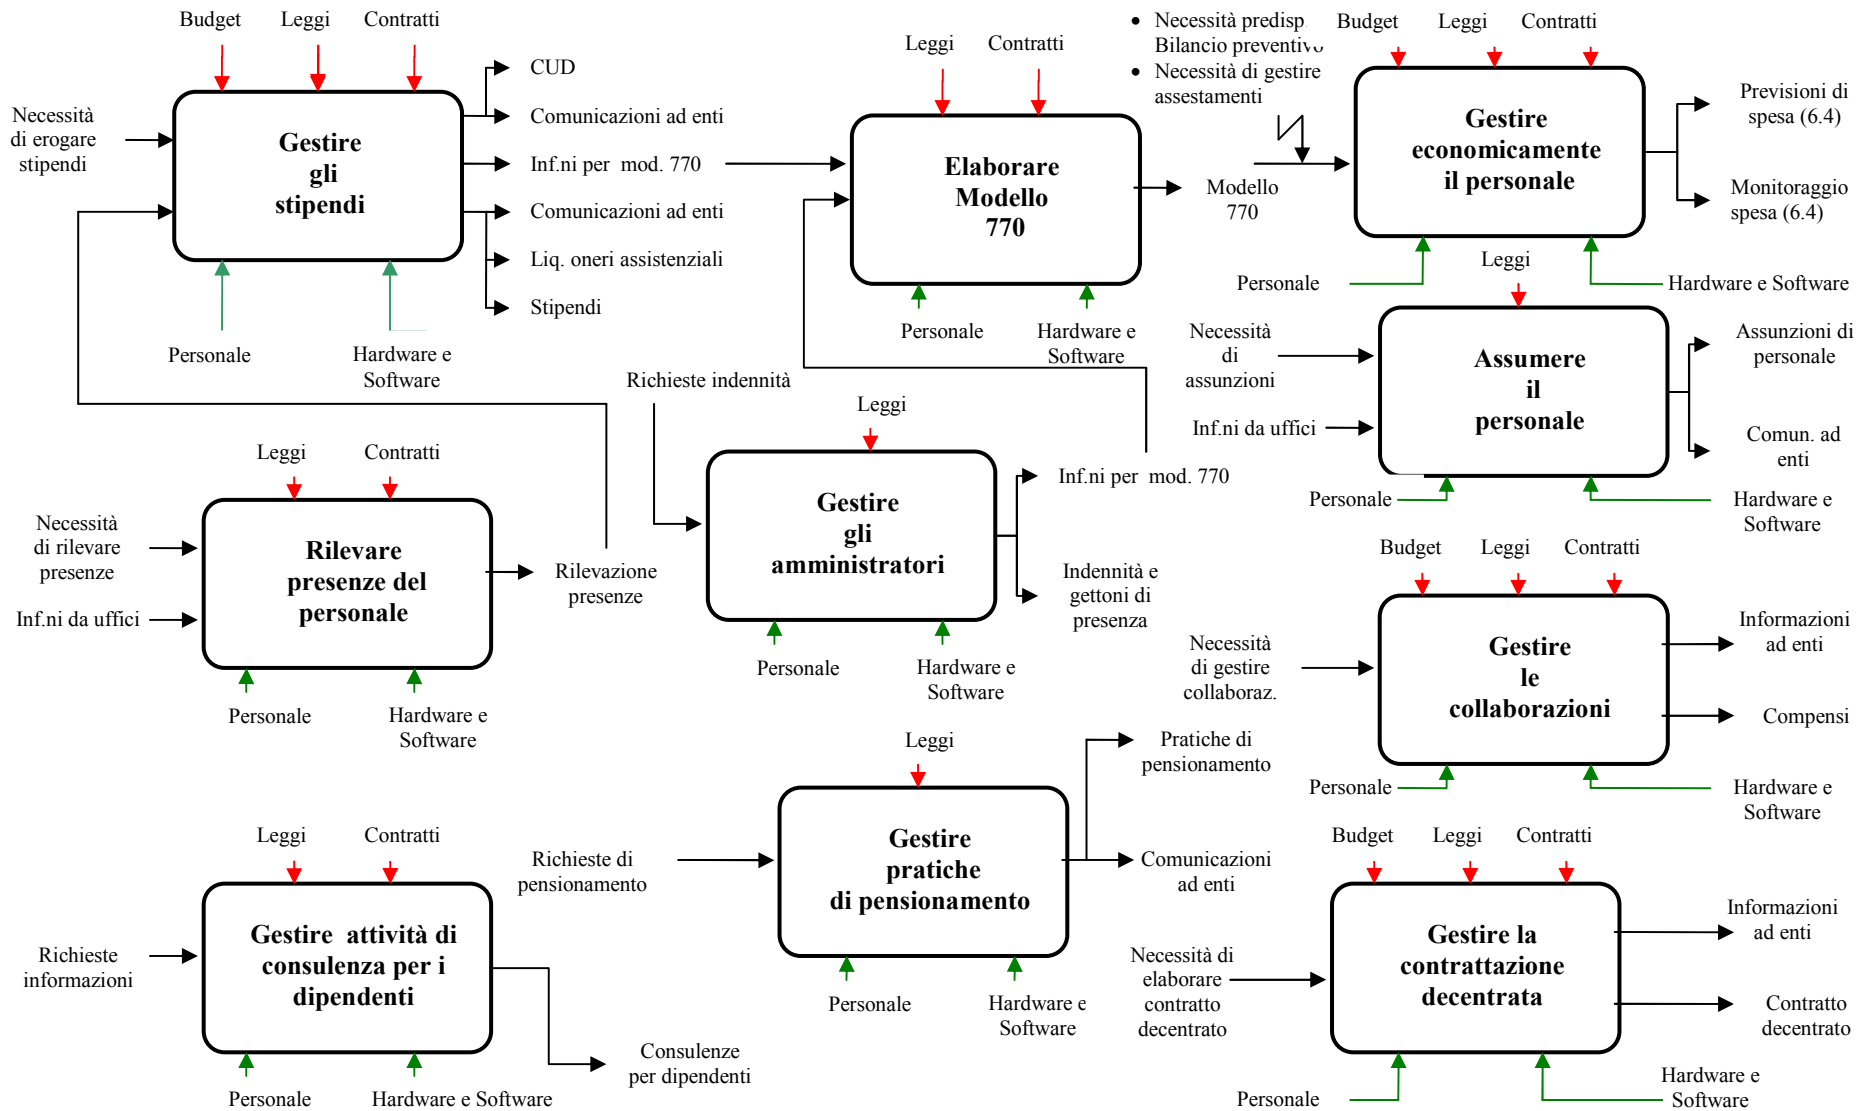 Budget
Leggi
Contratti
CUD
Necessità
di erogare
stipendi
Gestire
gli
stipendi
Comunicazioni ad enti
Inf.ni per mod. 770
Comunicazioni ad enti
Liq. oneri assistenziali
Stipendi
Personale
Hardware e
Software
Leggi
Contratti
Elaborare
Modello
770
Modello
770
Personale
Hardware e
Software
• Necessità predisp
Bilancio preventivo
• Necessità di gestire
assestamenti
Budget
Leggi
Contratti
Gestire
economicamente
il personale
Previsioni di
spesa (6.4)
Monitoraggio
spesa (6.4)
Personale
Hardware e Software
Leggi
Necessità
di
assunzioni
Inf.ni da uffici
Assumere
il
personale
Assunzioni di
personale
Comun. ad
enti
Personale
Hardware e
Software
Leggi
Contratti
Necessità
di rilevare
presenze
Inf.ni da uffici
Rilevare
presenze del
personale
Rilevazione
presenze
Personale
Hardware e
Software
Richieste indennità
Leggi
Gestire
gli
amministratori
Inf.ni per mod. 770
Indennità e
gettoni di
presenza
Personale
Hardware e
Software
Budget
Leggi
Contratti
Necessità
di gestire
collaboraz.
Gestire
le
collaborazioni
Informazioni
ad enti
Compensi
Personale
Hardware e
Software
Leggi
Contratti
Richieste
informazioni
Gestire attività di
consulenza per i
dipendenti
Consulenze
per dipendenti
Personale
Hardware e Software
Leggi
Richieste di
pensionamento
Gestire
pratiche
di pensionamento
Pratiche di
pensionamento
Comunicazioni
ad enti
Personale
Hardware e
Software
Budget
Leggi
Contratti
Necessità di
elaborare
contratto
decentrato
Gestire la
contrattazione
decentrata
Informazioni
ad enti
Contratto
decentrato
Personale
Hardware e
Software